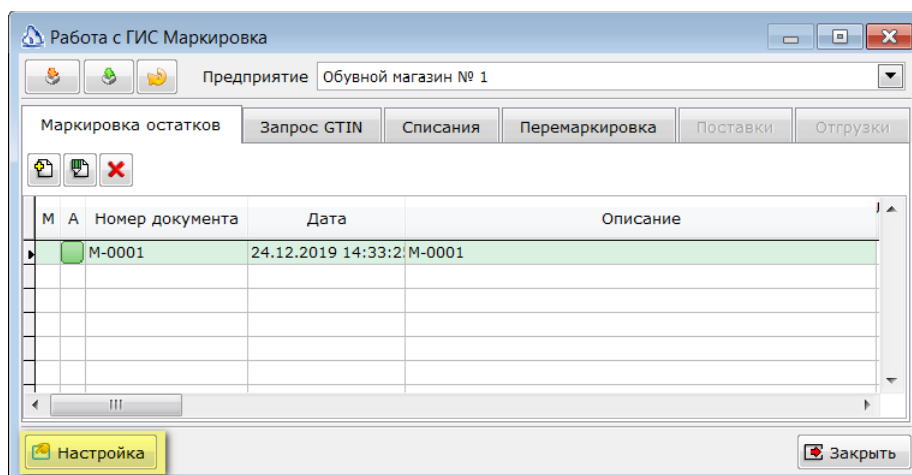 Работа с ГИС Маркировка
Предприятие Обувной магазин № 1
Маркировка остатков Запрос GTIN Списания Перемаркировка Поставки Отгрузки
М А Номер документа Дата Описание
М-0001 24.12.2019 14:33:2 М-0001
Настройка Закрыть